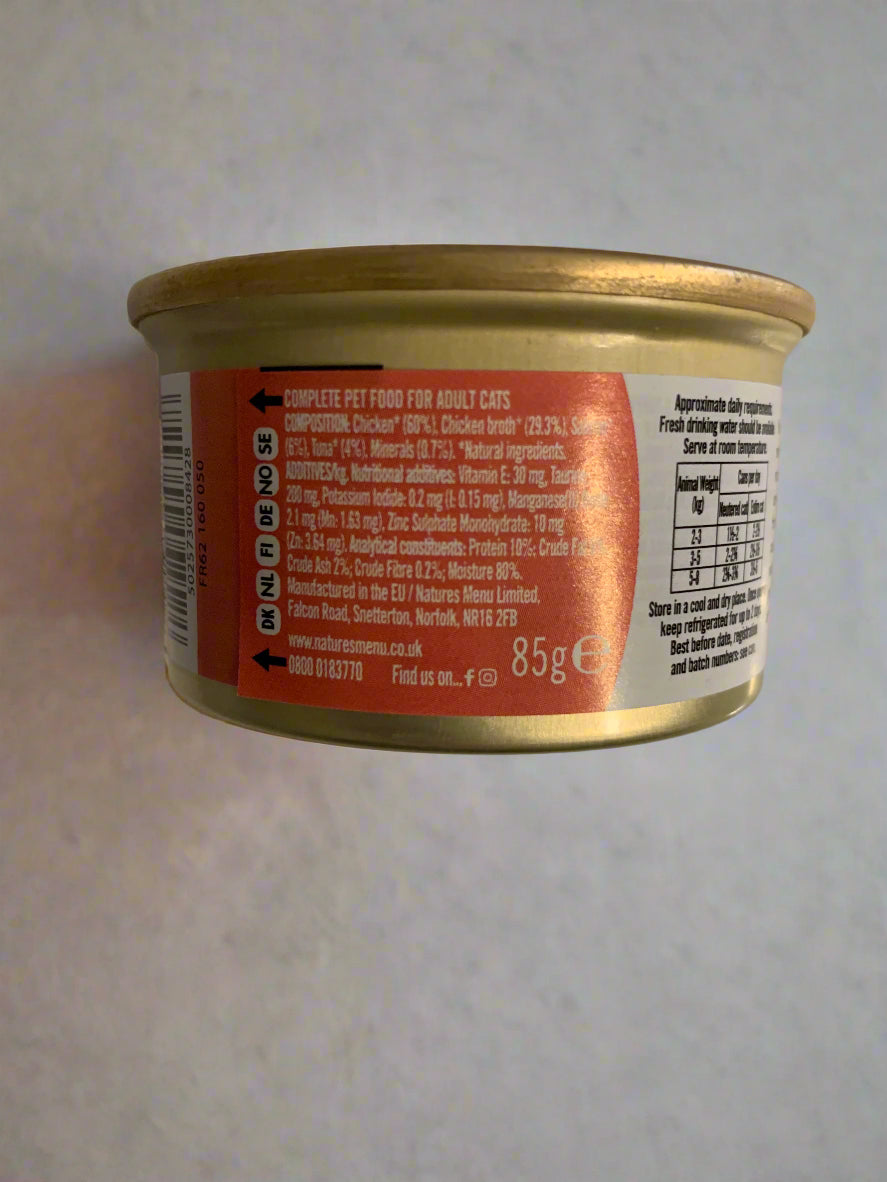 5025730008428
FR62 160 050
DK NL FI DE NO SE
COMPLETE PET FOOD FOR ADULT CATS
COMPOSITION: Chicken* (60%), Chicken broth* (29.3%),
(6%), Tuna* (4%), Minerals (0.7%). *Natural ingredients.
ADDITIVES/kg. Nutritional additives: Vitamin E: 30 mg,
200 mg, Potassium Iodide: 0.2 mg (I: 0.15 mg),
2.1 mg (Mn: 1.63 mg), Zinc Sulphate Monohydrate: 10 mg
(Zn: 3.64 mg). Analytical constituents: Protein 10%; Crude
Crude Ash 2%; Crude Fibre 0.2%; Moisture 80%.
Manufactured in the EU / Natures Menu Limited,
Falcon Road, Snetterton, Norfolk, NR16 2FB
www.naturesmenu.co.uk
0800 0183770 Find us on...
85g e
Approximate daily requirement.
Fresh drinking water should be
Serve at room temperature.
Animal Weight Cans per day
(kg) Neutered cat
2-3
3-5
5-8
Store in a cool and dry place. Once
keep refrigerated for up to 2 days.
Best before date,
and batch numbers: see